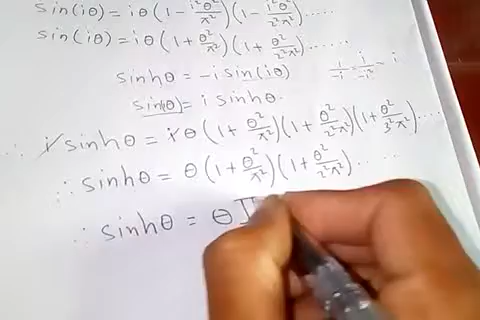 sin(iθ) = iθ(1 - i²θ²/π²)(1 - i²θ²/2²π²).....
sin(iθ) = iθ(1 + θ²/π²)(1 + θ²/2²π²)......
sinhθ = -i sin(iθ) 1/-i = i/-i² = i
sin(iθ) = i sinhθ.
∴ i sinhθ = iθ(1 + θ²/π²)(1 + θ²/2²π²)(1 + θ²/3²π²)....
∴ sinhθ = θ(1 + θ²/π²)(1 + θ²/2²π²).....
∴ sinhθ = θ Π